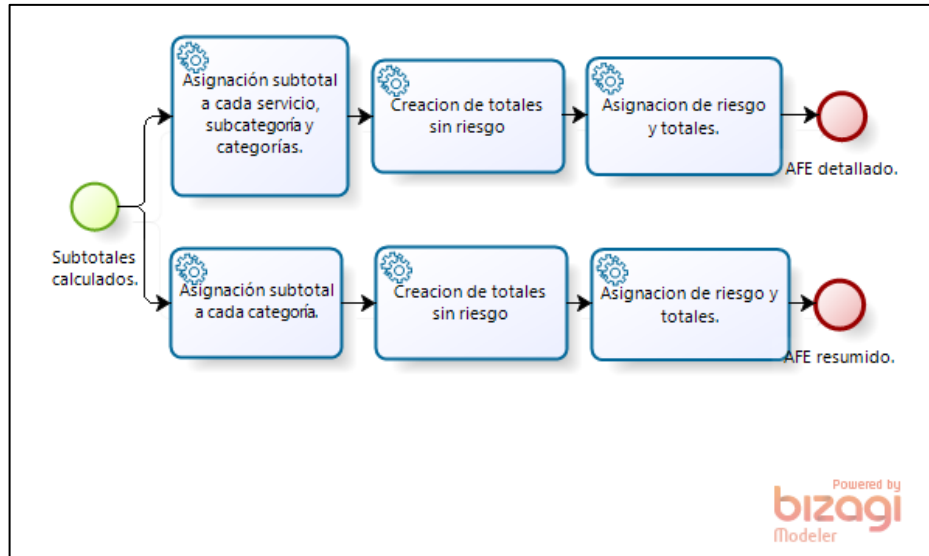 Asignación subtotal
a cada servicio,
subcategoría y
categorías.
Creacion de totales
sin riesgo
Asignacion de riesgo
y totales.
AFE detallado.
Subtotales
calculados.
Asignación subtotal
a cada categoría.
Creacion de totales
sin riesgo
Asignacion de riesgo y
totales.
AFE resumido.
Powered by
bizagi
Modeler